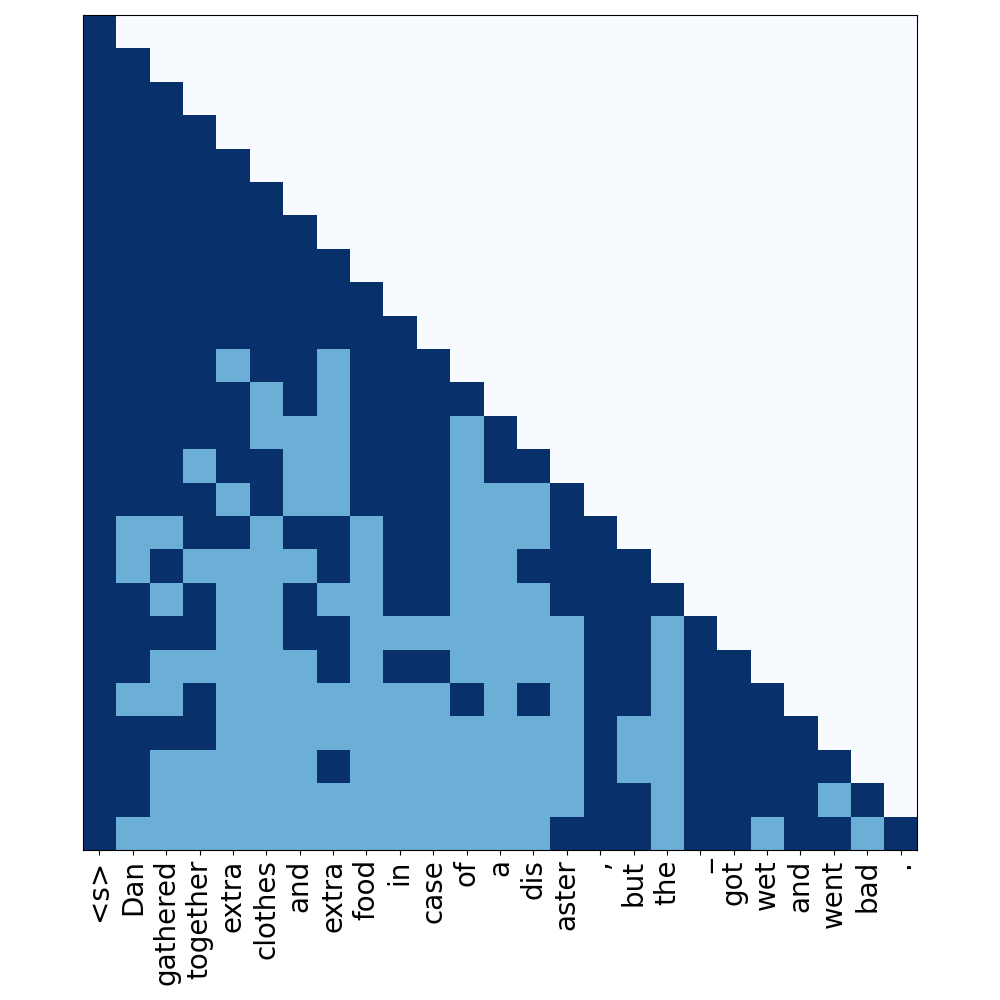 <s> Dan gathered together extra clothes and extra food in case of a dis aster , but the _ got wet and went bad .